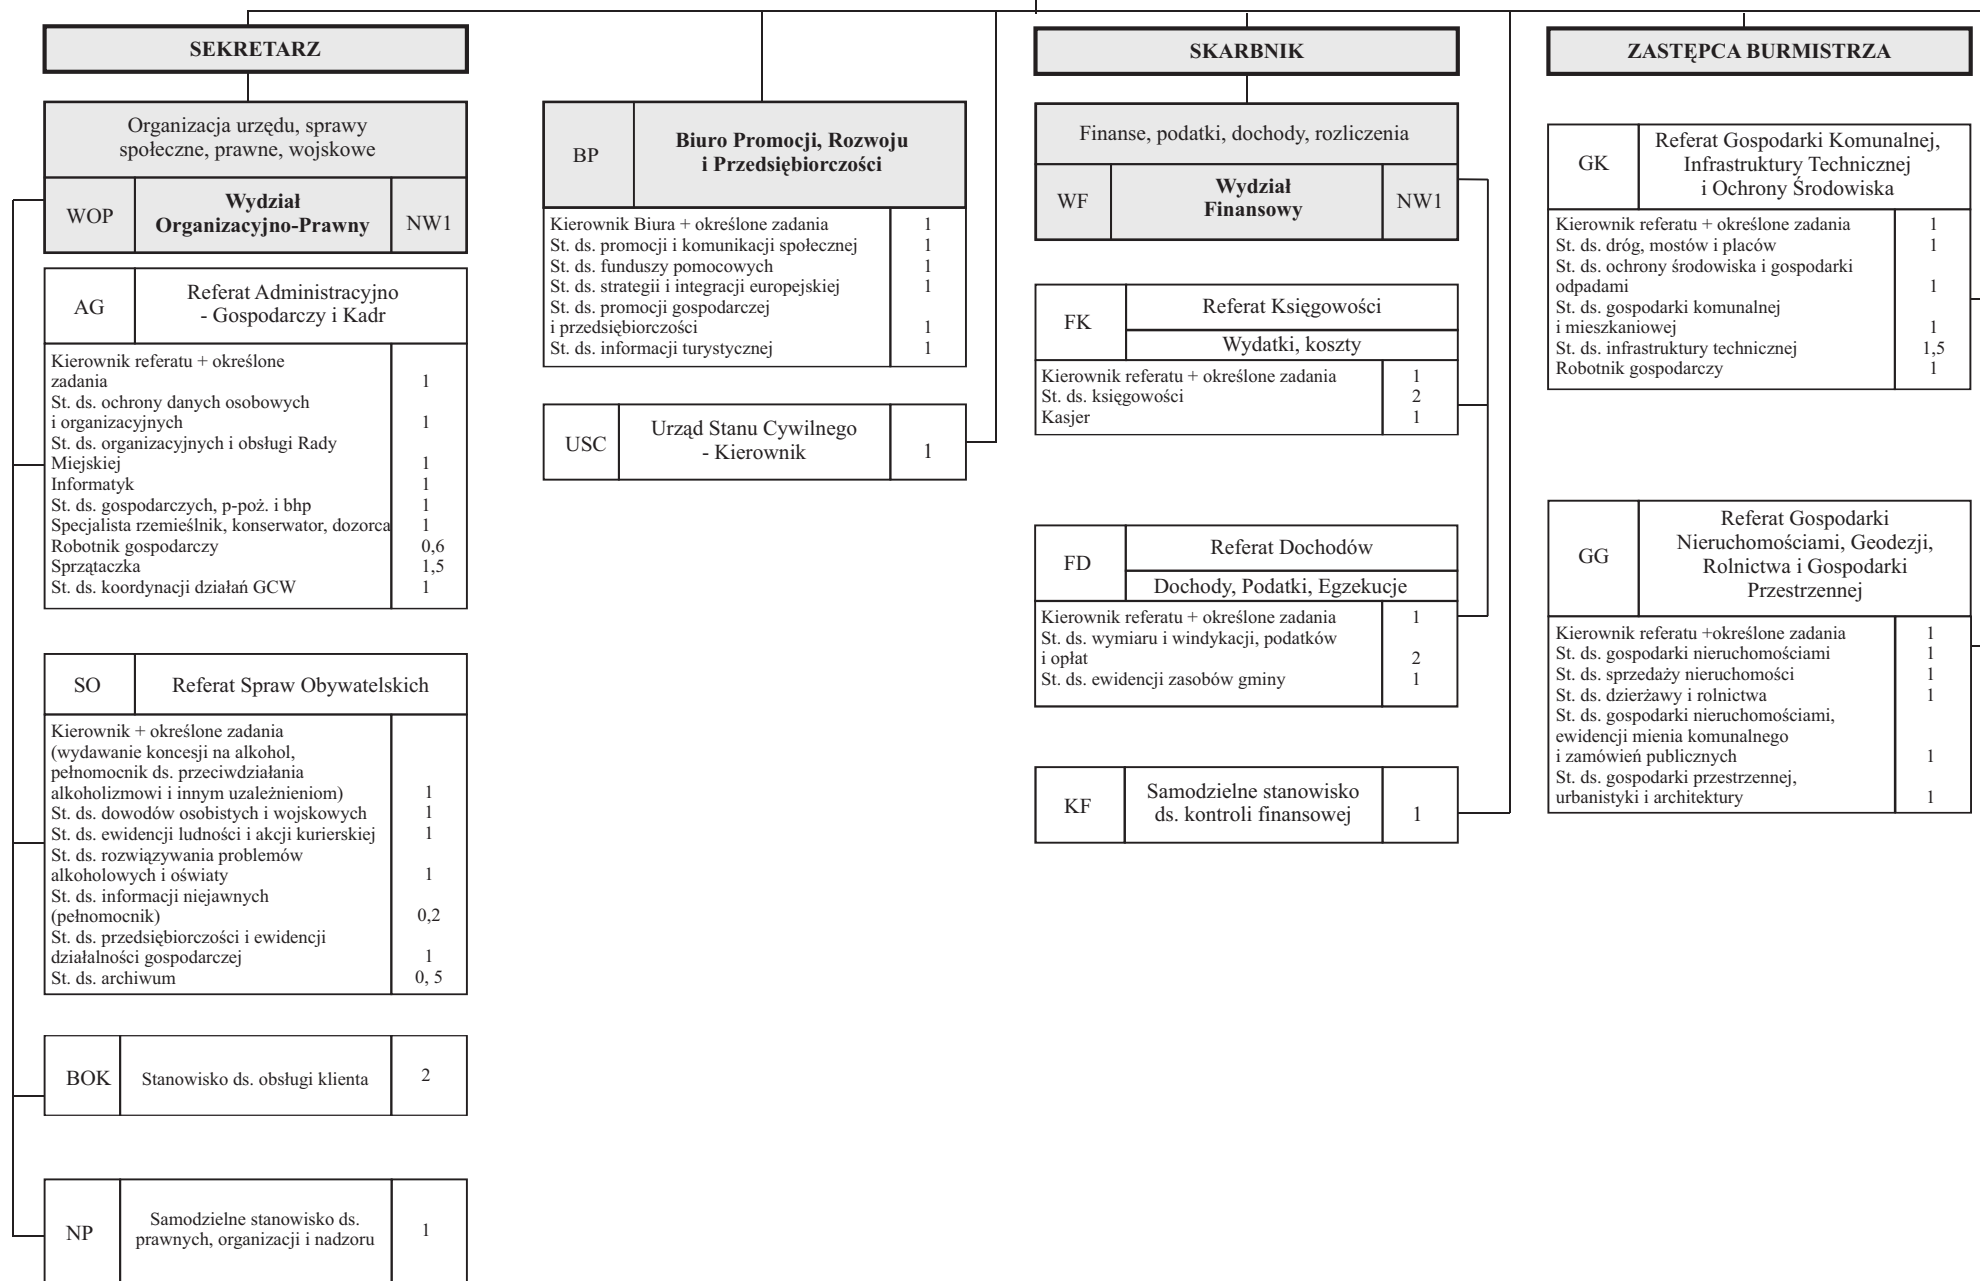 SEKRETARZ
Organizacja urzędu, sprawy
społeczne, prawne, wojskowe
WOP
Wydział
Organizacyjno-Prawny
NW1
AG
Referat Administracyjno
- Gospodarczy i Kadr
Kierownik referatu + określone
zadania 1
St. ds. ochrony danych osobowych
i organizacyjnych 1
St. ds. organizacyjnych i obsługi Rady
Miejskiej 1
Informatyk 1
St. ds. gospodarczych, p-poż. i bhp 1
Specjalista rzemieślnik, konserwator, dozorca 1
Robotnik gospodarczy 0,6
Sprzątaczka 1,5
St. ds. koordynacji działań GCW 1
SO
Referat Spraw Obywatelskich
Kierownik + określone zadania
(wydawanie koncesji na alkohol,
pełnomocnik ds. przeciwdziałania
alkoholizmowi i innym uzależnieniom) 1
St. ds. dowodów osobistych i wojskowych 1
St. ds. ewidencji ludności i akcji kurierskiej 1
St. ds. rozwiązywania problemów
alkoholowych i oświaty 1
St. ds. informacji niejawnych
(pełnomocnik) 0,2
St. ds. przedsiębiorczości i ewidencji
działalności gospodarczej 1
St. ds. archiwum 0, 5
BOK
Stanowisko ds. obsługi klienta
2
NP
Samodzielne stanowisko ds.
prawnych, organizacji i nadzoru
1
BP
Biuro Promocji, Rozwoju
i Przedsiębiorczości
Kierownik Biura + określone zadania 1
St. ds. promocji i komunikacji społecznej 1
St. ds. funduszy pomocowych 1
St. ds. strategii i integracji europejskiej 1
St. ds. promocji gospodarczej
i przedsiębiorczości 1
St. ds. informacji turystycznej 1
USC
Urząd Stanu Cywilnego
- Kierownik
1
SKARBNIK
Finanse, podatki, dochody, rozliczenia
WF
Wydział
Finansowy
NW1
FK
Referat Księgowości
Wydatki, koszty
Kierownik referatu + określone zadania 1
St. ds. księgowości 2
Kasjer 1
FD
Referat Dochodów
Dochody, Podatki, Egzekucje
Kierownik referatu + określone zadania 1
St. ds. wymiaru i windykacji, podatków
i opłat 2
St. ds. ewidencji zasobów gminy 1
KF
Samodzielne stanowisko
ds. kontroli finansowej
1
ZASTĘPCA BURMISTRZA
GK
Referat Gospodarki Komunalnej,
Infrastruktury Technicznej
i Ochrony Środowiska
Kierownik referatu + określone zadania 1
St. ds. dróg, mostów i placów 1
St. ds. ochrony środowiska i gospodarki
odpadami 1
St. ds. gospodarki komunalnej
i mieszkaniowej 1
St. ds. infrastruktury technicznej 1,5
Robotnik gospodarczy 1
GG
Referat Gospodarki
Nieruchomościami, Geodezji,
Rolnictwa i Gospodarki
Przestrzennej
Kierownik referatu +określone zadania 1
St. ds. gospodarki nieruchomościami 1
St. ds. sprzedaży nieruchomości 1
St. ds. dzierżawy i rolnictwa 1
St. ds. gospodarki nieruchomościami,
ewidencji mienia komunalnego
i zamówień publicznych 1
St. ds. gospodarki przestrzennej,
urbanistyki i architektury 1